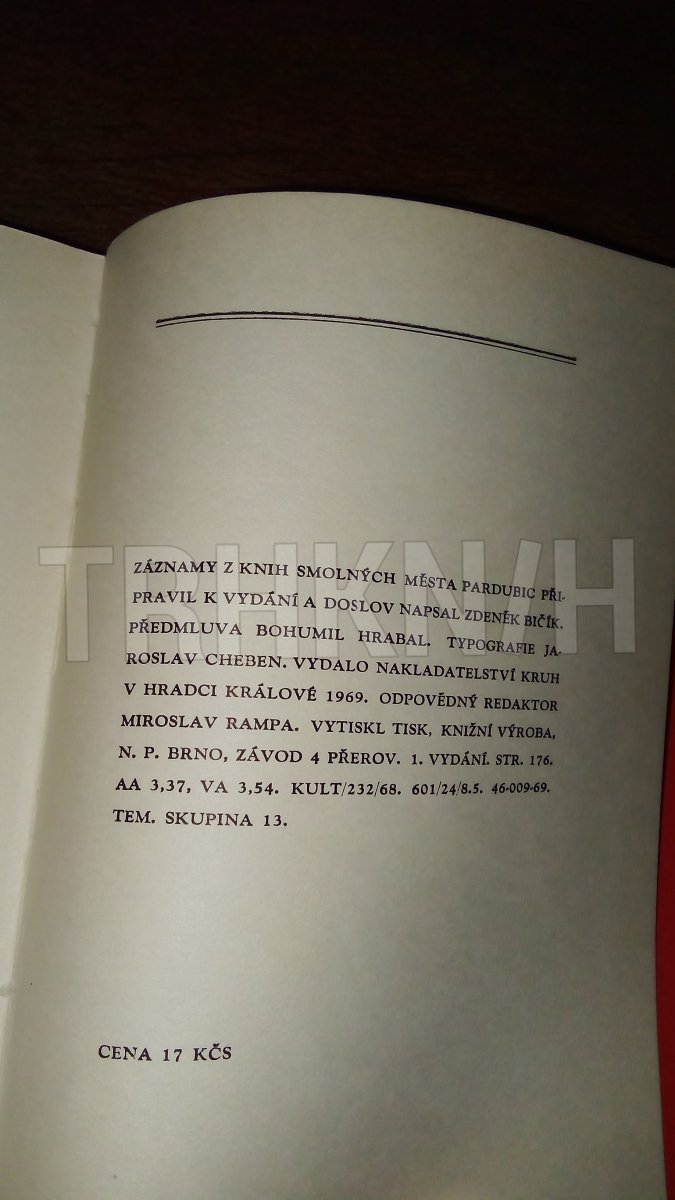 ZÁZNAMY Z KNIH SMOLNÝCH MĚSTA PARDUBIC PŘI-
PRAVIL K VYDÁNÍ A DOSLOV NAPSAL ZDENĚK BIČÍK.
PŘEDMLUVA BOHUMIL HRABAL. TYPOGRAFIE JA-
ROSLAV CHEBEN. VYDALO NAKLADATELSTVÍ KRUH
V HRADCI KRÁLOVÉ 1969. ODPOVĚDNÝ REDAKTOR
MIROSLAV RAMPA. VYTISKL TISK, KNIŽNÍ VÝROBA,
N. P. BRNO, ZÁVOD 4 PŘEROV. 1. VYDÁNÍ. STR. 176.
AA 3,37, VA 3,54. KULT/232/68. 601/24/8.5. 46-009-69.
TEM. SKUPINA 13.
CENA 17 KČS
TRHKNIH